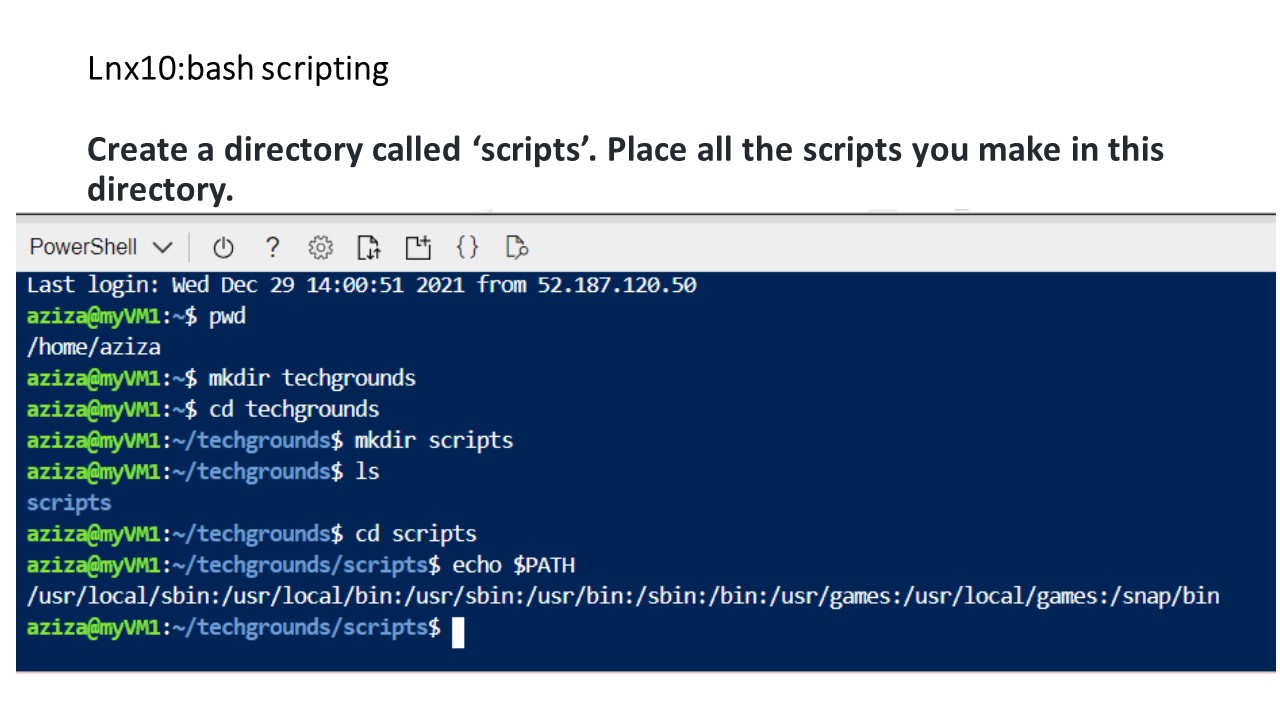 Lnx10:bash scripting
Create a directory called ‘scripts’. Place all the scripts you make in this
directory.
PowerShell
Last login: Wed Dec 29 14:00:51 2021 from 52.187.120.50
aziza@myVM1:~$ pwd
/home/aziza
aziza@myVM1:~$ mkdir techgrounds
aziza@myVM1:~$ cd techgrounds
aziza@myVM1:~/techgrounds$ mkdir scripts
aziza@myVM1:~/techgrounds$ ls
scripts
aziza@myVM1:~/techgrounds$ cd scripts
aziza@myVM1:~/techgrounds/scripts$ echo $PATH
/usr/local/sbin:/usr/local/bin:/usr/sbin:/usr/bin:/sbin:/bin:/usr/games:/usr/local/games:/snap/bin
aziza@myVM1:~/techgrounds/scripts$